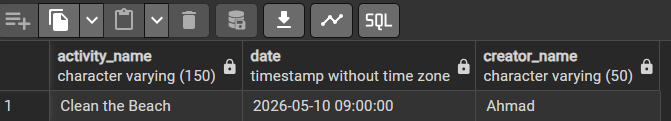 SQL
activity_name date creator_name
character varying (150) timestamp without time zone character varying (50)
1 Clean the Beach 2026-05-10 09:00:00 Ahmad